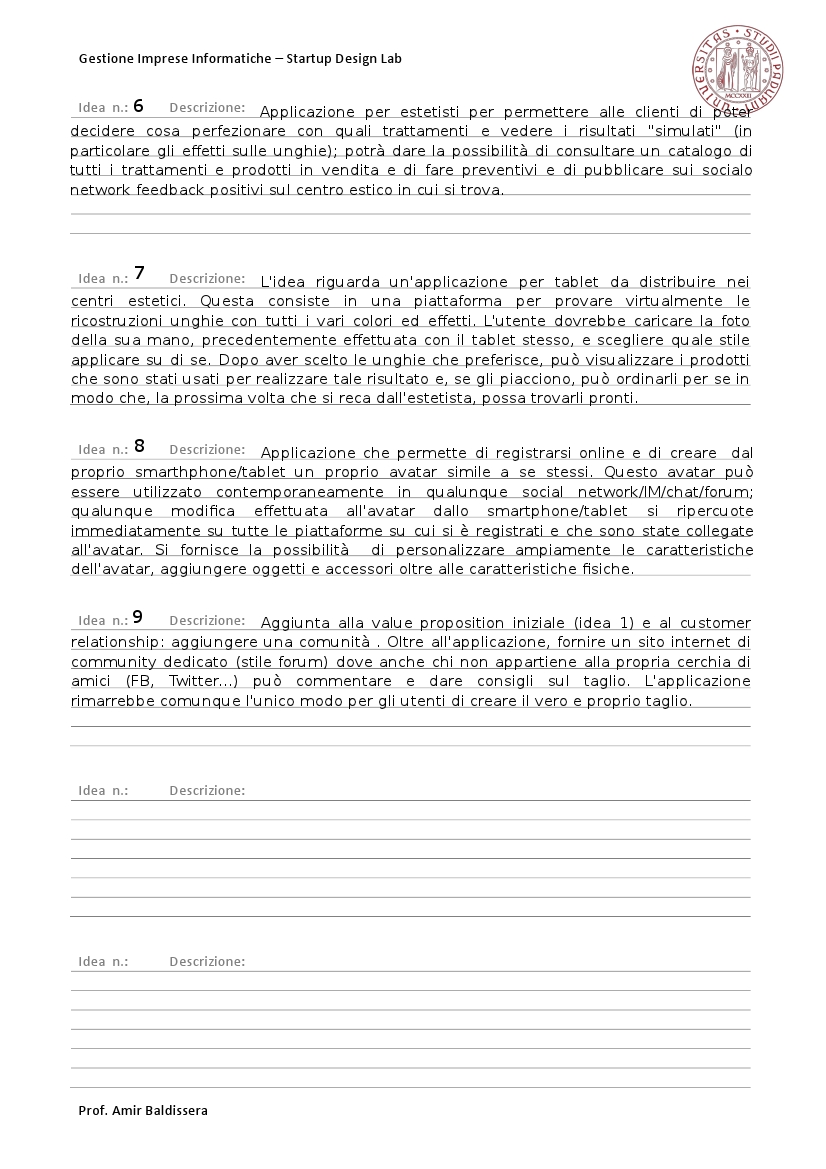 Gestione Imprese Informatiche – Startup Design Lab
UNIVERSITAS STUDII PADUANI
MCCXXII
Idea n.: 6 Descrizione: Applicazione per estetisti per permettere alle clienti di poter
decidere cosa perfezionare con quali trattamenti e vedere i risultati "simulati" (in
particolare gli effetti sulle unghie); potrà dare la possibilità di consultare un catalogo di
tutti i trattamenti e prodotti in vendita e di fare preventivi e di pubblicare sui socialo
network feedback positivi sul centro estico in cui si trova.
Idea n.: 7 Descrizione: L'idea riguarda un'applicazione per tablet da distribuire nei
centri estetici. Questa consiste in una piattaforma per provare virtualmente le
ricostruzioni unghie con tutti i vari colori ed effetti. L'utente dovrebbe caricare la foto
della sua mano, precedentemente effettuata con il tablet stesso, e scegliere quale stile
applicare su di se. Dopo aver scelto le unghie che preferisce, può visualizzare i prodotti
che sono stati usati per realizzare tale risultato e, se gli piacciono, può ordinarli per se in
modo che, la prossima volta che si reca dall'estetista, possa trovarli pronti.
Idea n.: 8 Descrizione: Applicazione che permette di registrarsi online e di creare dal
proprio smarthphone/tablet un proprio avatar simile a se stessi. Questo avatar può
essere utilizzato contemporaneamente in qualunque social network/IM/chat/forum;
qualunque modifica effettuata all'avatar dallo smartphone/tablet si ripercuote
immediatamente su tutte le piattaforme su cui si è registrati e che sono state collegate
all'avatar. Si fornisce la possibilità di personalizzare ampiamente le caratteristiche
dell'avatar, aggiungere oggetti e accessori oltre alle caratteristiche fisiche.
Idea n.: 9 Descrizione: Aggiunta alla value proposition iniziale (idea 1) e al customer
relationship: aggiungere una comunità . Oltre all'applicazione, fornire un sito internet di
community dedicato (stile forum) dove anche chi non appartiene alla propria cerchia di
amici (FB, Twitter...) può commentare e dare consigli sul taglio. L'applicazione
rimarrebbe comunque l'unico modo per gli utenti di creare il vero e proprio taglio.
Idea n.: Descrizione:
Idea n.: Descrizione:
Prof. Amir Baldissera